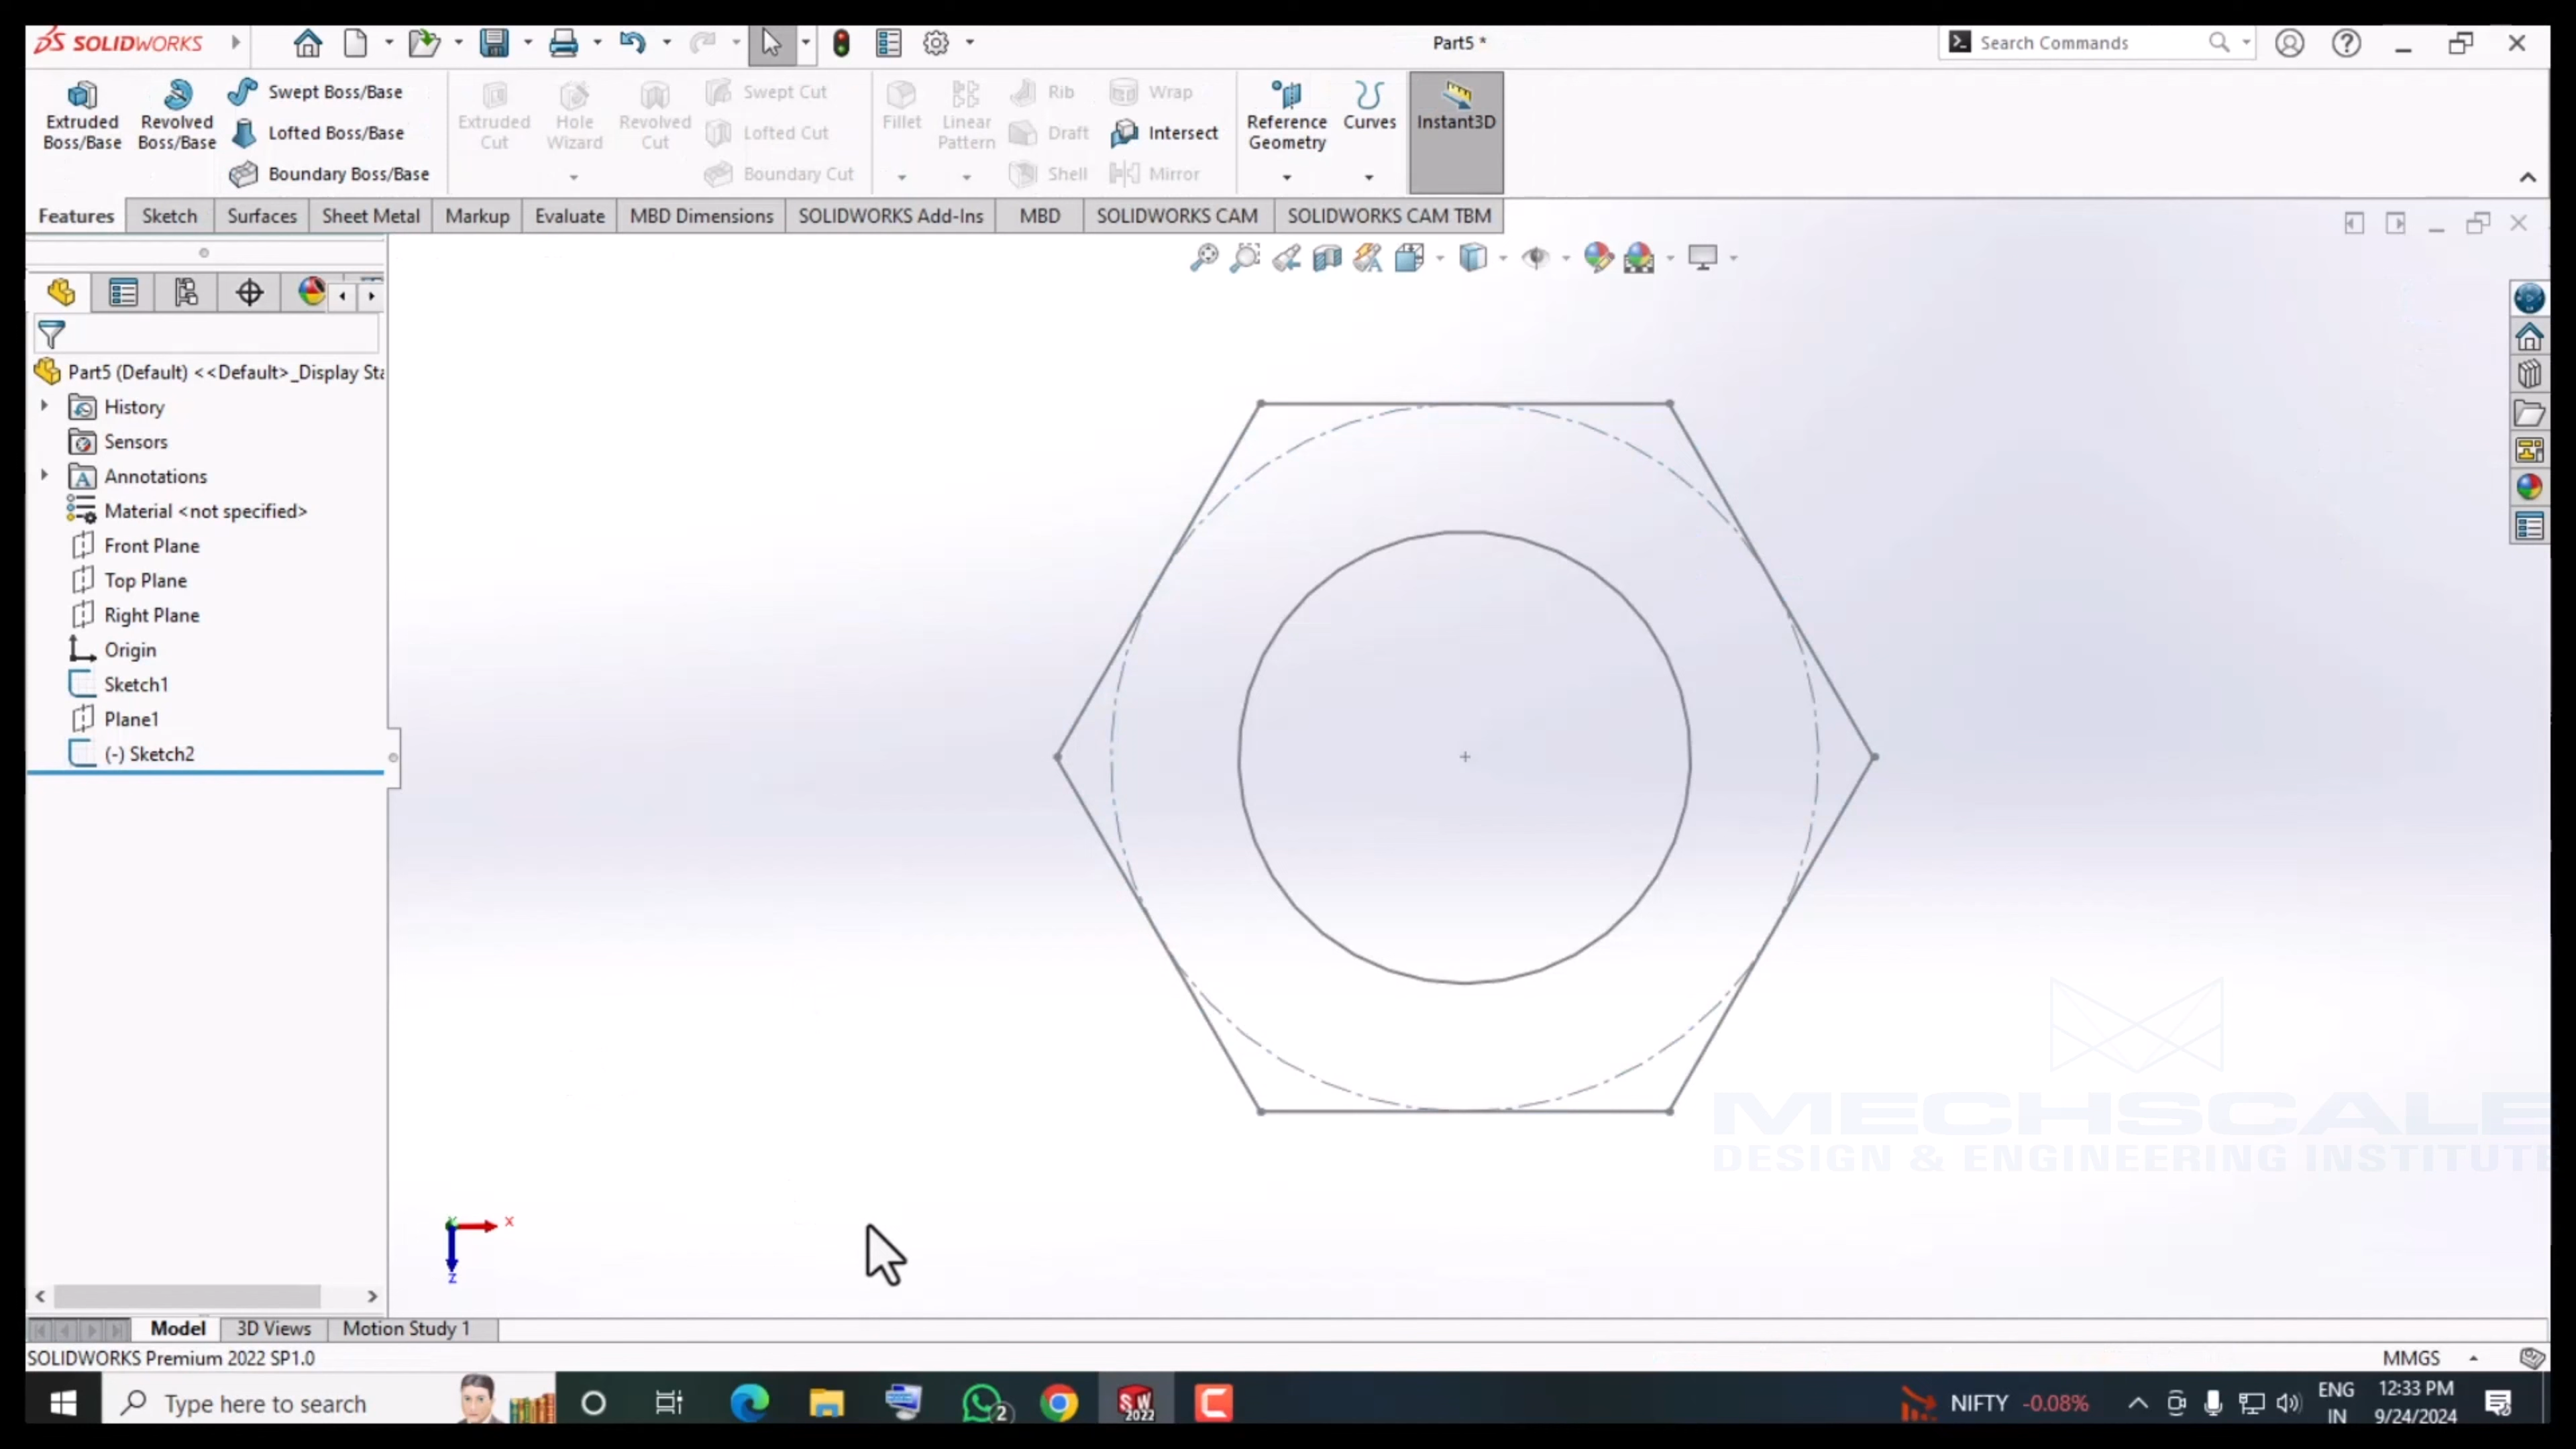 SOLIDWORKS
Part5 *
Search Commands
Extruded Boss/Base
Revolved Boss/Base
Swept Boss/Base
Lofted Boss/Base
Boundary Boss/Base
Extruded Cut
Hole Wizard
Revolved Cut
Swept Cut
Lofted Cut
Boundary Cut
Fillet
Linear Pattern
Rib
Draft
Shell
Wrap
Intersect
Mirror
Reference Geometry
Curves
Instant3D
Features
Sketch
Surfaces
Sheet Metal
Markup
Evaluate
MBD Dimensions
SOLIDWORKS Add-Ins
MBD
SOLIDWORKS CAM
SOLIDWORKS CAM TBM
Part5 (Default) <<Default>_Display Sta
History
Sensors
Annotations
Material <not specified>
Front Plane
Top Plane
Right Plane
Origin
Sketch1
Plane1
(-) Sketch2
x
z
MECHSCALE
DESIGN & ENGINEERING INSTITUT
Model
3D Views
Motion Study 1
SOLIDWORKS Premium 2022 SP1.0
MMGS
Type here to search
2
SW
2022
NIFTY -0.08%
ENG
IN
12:33 PM
9/24/2024